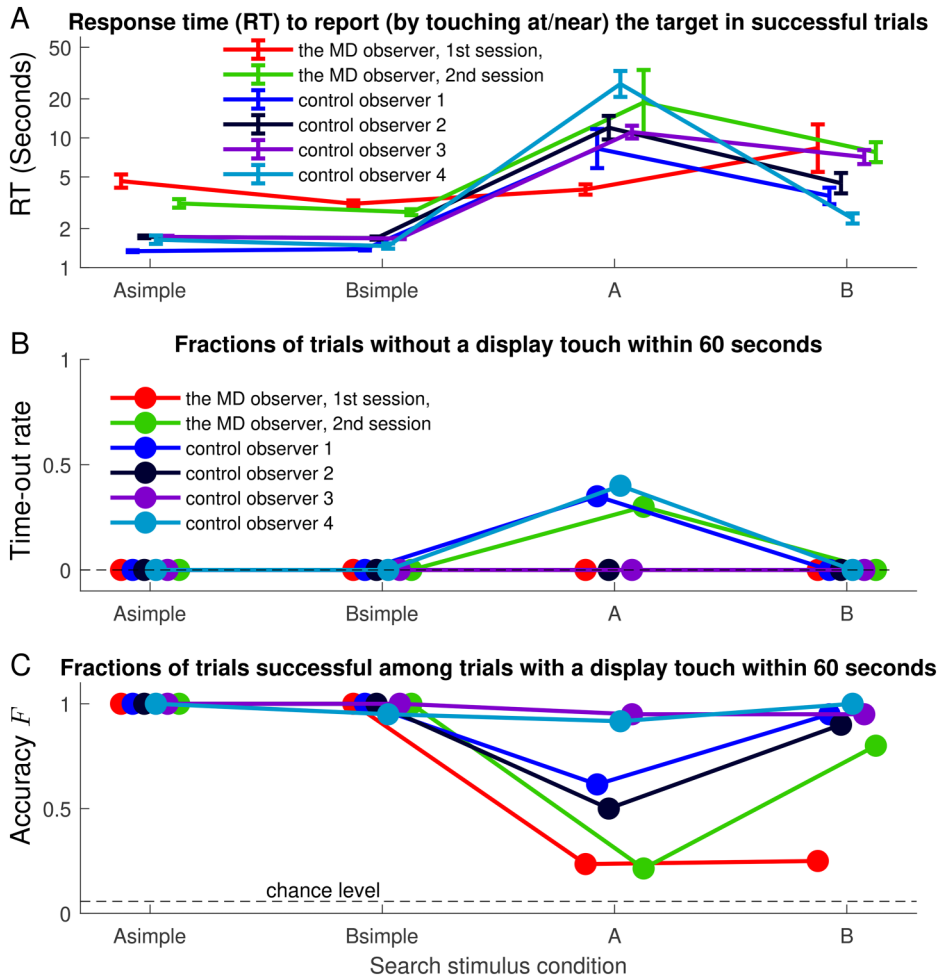 A
Response time (RT) to report (by touching at/near) the target in successful trials
RT (Seconds)
50
20
10
5
2
1
the MD observer, 1st session,
the MD observer, 2nd session
control observer 1
control observer 2
control observer 3
control observer 4
Asimple Bsimple A B
B
Fractions of trials without a display touch within 60 seconds
Time-out rate
1
0.5
0
the MD observer, 1st session,
the MD observer, 2nd session
control observer 1
control observer 2
control observer 3
control observer 4
Asimple Bsimple A B
C
Fractions of trials successful among trials with a display touch within 60 seconds
Accuracy F
1
0.5
0
chance level
Asimple Bsimple A B
Search stimulus condition